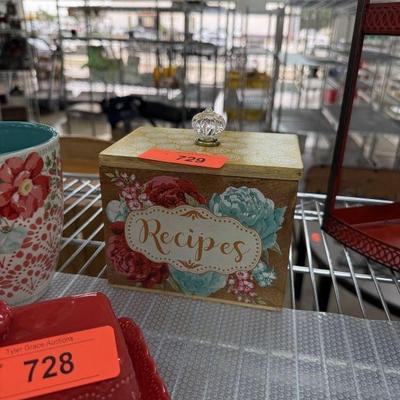 729
Recipes
Tyler Grace Auctions
728